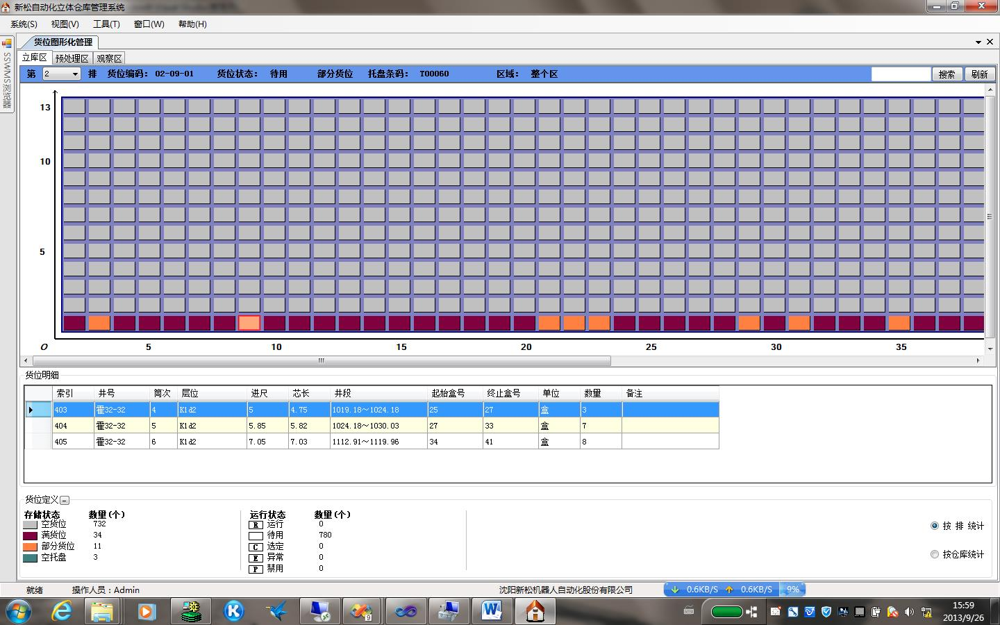 新松自动化立体仓库管理系统
系统(S) 视图(V) 工具(T) 窗口(W) 帮助(H)
SSWMS浏览器
货位图形化管理
立库区 预处理区 观察区
第 2 排 货位编码: 02-09-01 货位状态: 待用 部分货位 托盘条码: T00060 区域: 整个区 搜索 刷新
13
10
5
O 5 10 15 20 25 30 35
货位明细
索引 井号 筒次 层位 进尺 芯长 井段 起始盒号 终止盒号 单位 数量 备注
403 霍32-32 4 K1d2 5 4.75 1019.18～1024.18 25 27 盒 3
404 霍32-32 5 K1d2 5.85 5.82 1024.18～1030.03 27 33 盒 7
405 霍32-32 6 K1d2 7.05 7.03 1112.91～1119.96 34 41 盒 8
货位定义
存储状态 数量(个) 运行状态 数量(个)
空货位 732 R 运行 0
满货位 34 待用 780
部分货位 11 C 选定 0
空托盘 3 E 异常 0
P 禁用 0
按 排 统计
按仓库统计
就绪 操作人员：Admin 沈阳新松机器人自动化股份有限公司 0.6KB/S 0.6KB/S 9%
15:59
2013/9/26